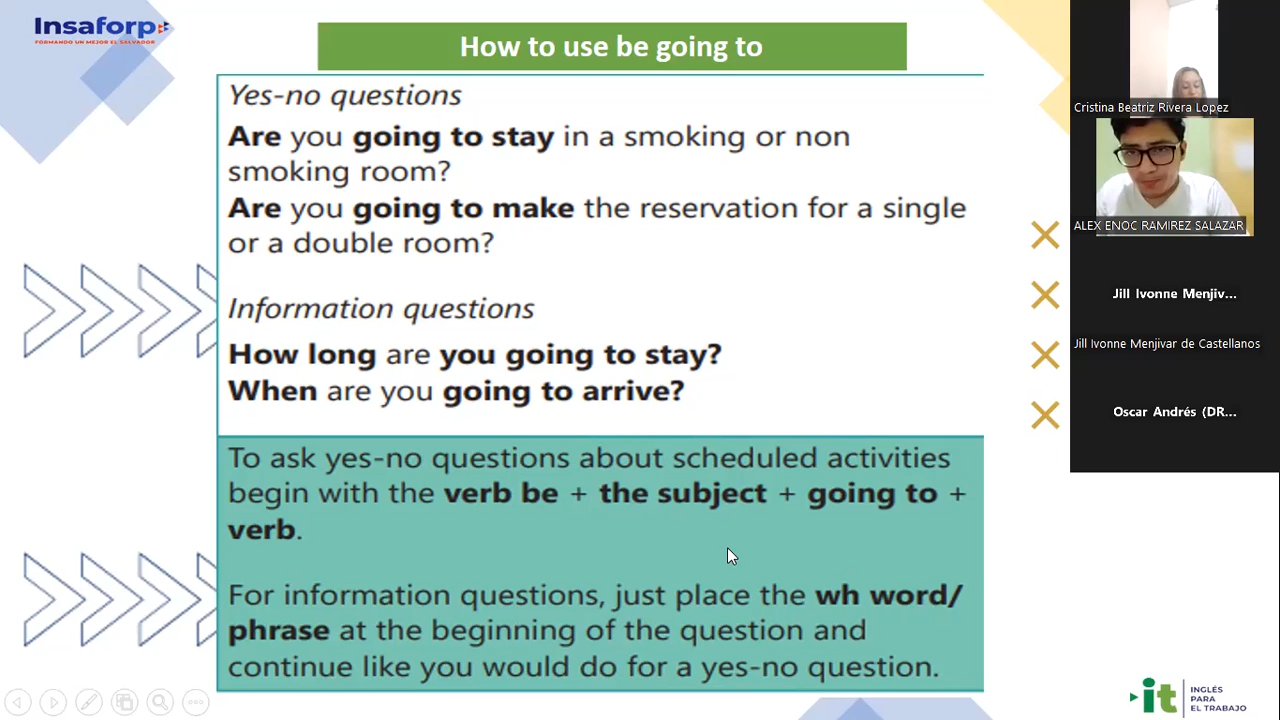 Insaforp
FORMANDO UN MEJOR EL SALVADOR
How to use be going to
Yes-no questions
Are you going to stay in a smoking or non
smoking room?
Are you going to make the reservation for a single
or a double room?
Information questions
How long are you going to stay?
When are you going to arrive?
To ask yes-no questions about scheduled activities
begin with the verb be + the subject + going to +
verb.
For information questions, just place the wh word/
phrase at the beginning of the question and
continue like you would do for a yes-no question.
Cristina Beatriz Rivera Lopez
ALEX ENOC RAMIREZ SALAZAR
Jill Ivonne Menjiv...
Jill Ivonne Menjivar de Castellanos
Oscar Andrés (DR...
it
INGLÉS
PARA
EL TRABAJO